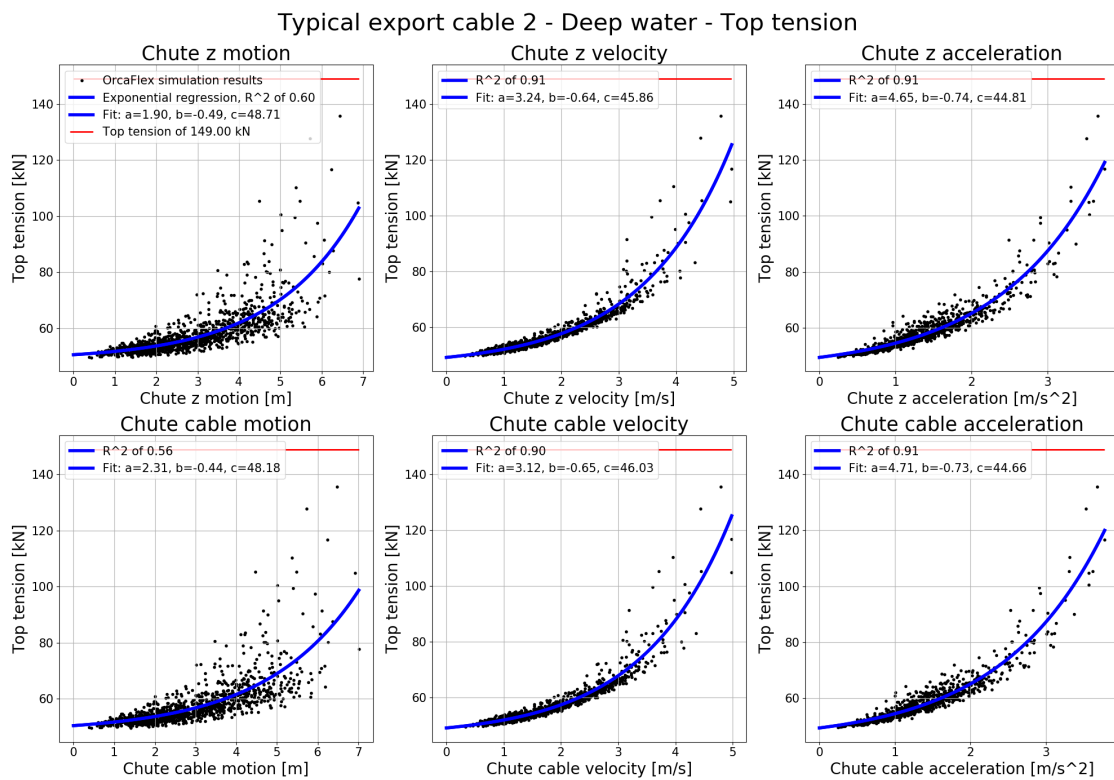 Typical export cable 2 - Deep water - Top tension
Chute z motion
OrcaFlex simulation results
Exponential regression, R^2 of 0.60
Fit: a=1.90, b=-0.49, c=48.71
Top tension of 149.00 kN
Top tension [kN]
140
120
100
80
60
0 1 2 3 4 5 6 7
Chute z motion [m]
Chute z velocity
R^2 of 0.91
Fit: a=3.24, b=-0.64, c=45.86
Top tension [kN]
140
120
100
80
60
0 1 2 3 4 5
Chute z velocity [m/s]
Chute z acceleration
R^2 of 0.91
Fit: a=4.65, b=-0.74, c=44.81
Top tension [kN]
140
120
100
80
60
0 1 2 3
Chute z acceleration [m/s^2]
Chute cable motion
R^2 of 0.56
Fit: a=2.31, b=-0.44, c=48.18
Top tension [kN]
140
120
100
80
60
0 1 2 3 4 5 6 7
Chute cable motion [m]
Chute cable velocity
R^2 of 0.90
Fit: a=3.12, b=-0.65, c=46.03
Top tension [kN]
140
120
100
80
60
0 1 2 3 4 5
Chute cable velocity [m/s]
Chute cable acceleration
R^2 of 0.91
Fit: a=4.71, b=-0.73, c=44.66
Top tension [kN]
140
120
100
80
60
0 1 2 3
Chute cable acceleration [m/s^2]